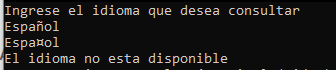 Ingrese el idioma que desea consultar
Español
Espa¤ol
El idioma no esta disponible